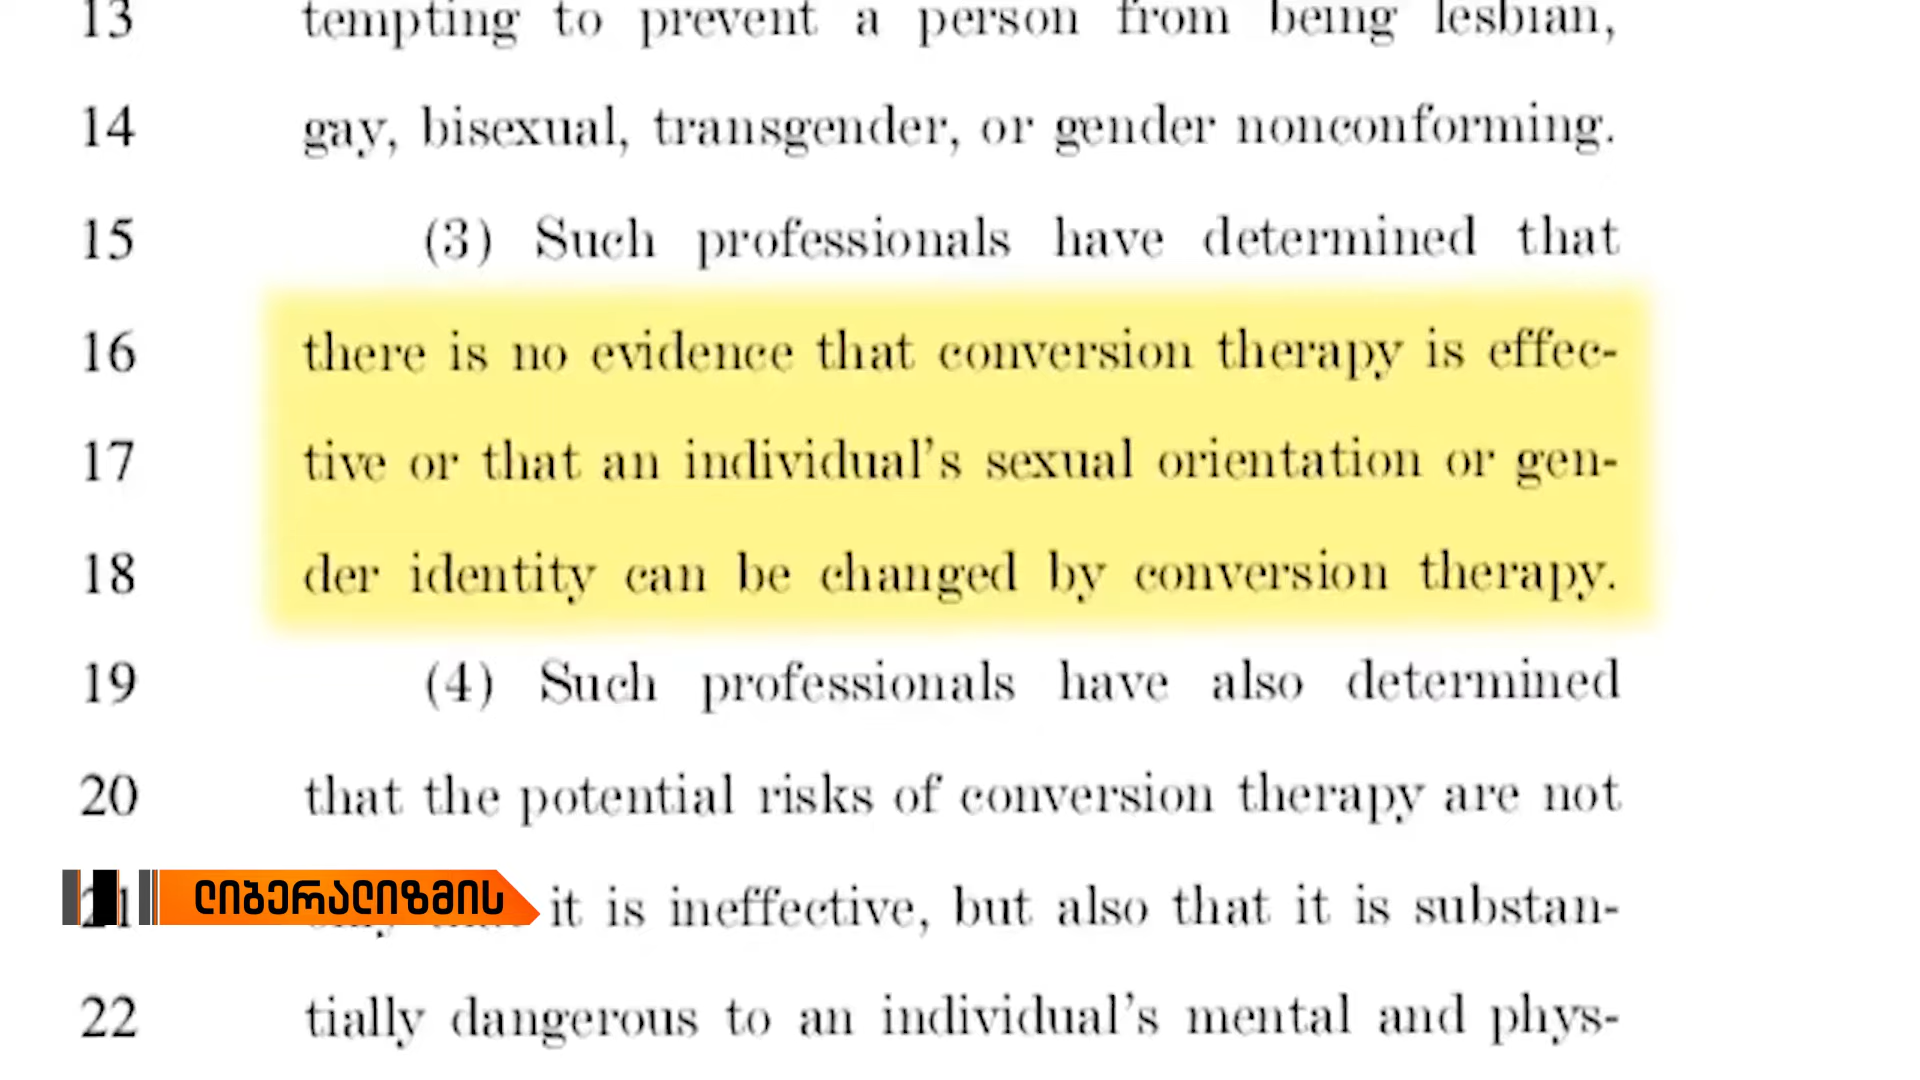 13 tempting to prevent a person from being lesbian,
14 gay, bisexual, transgender, or gender nonconforming.
15 (3) Such professionals have determined that
16 there is no evidence that conversion therapy is effec-
17 tive or that an individual's sexual orientation or gen-
18 der identity can be changed by conversion therapy.
19 (4) Such professionals have also determined
20 that the potential risks of conversion therapy are not
21 it is ineffective, but also that it is substan-
ლიბერალიზმის
22 tially dangerous to an individual's mental and phys-